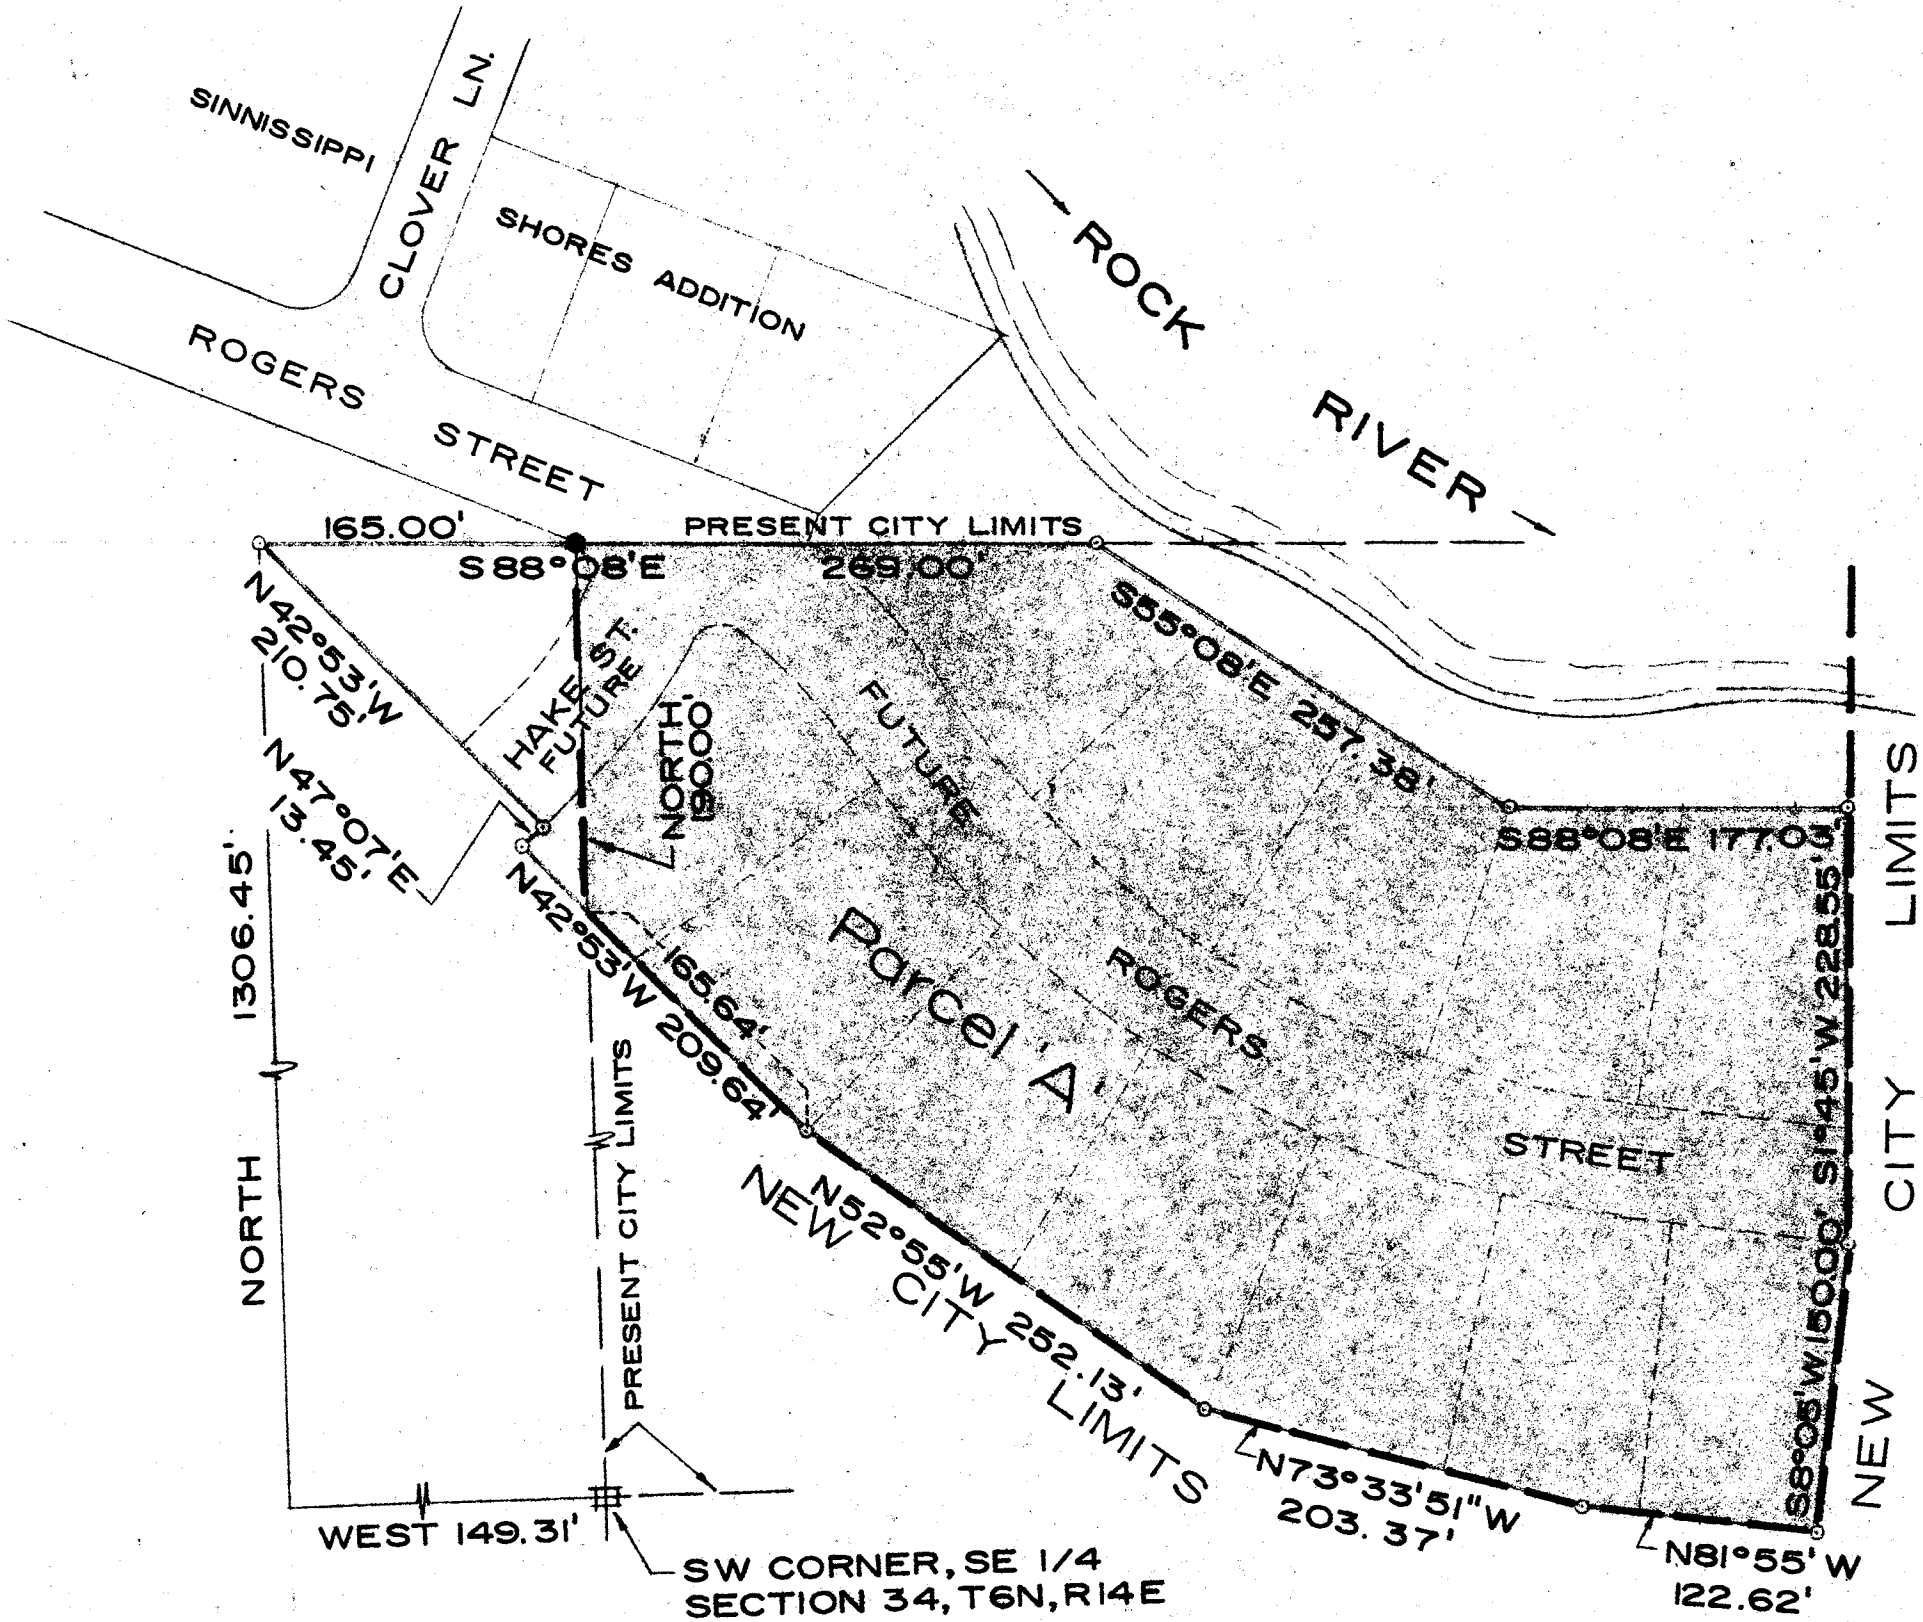 SINNISSIPPI
CLOVER LN.
SHORES ADDITION
ROCK
RIVER
ROGERS STREET
165.00'
PRESENT CITY LIMITS
S 88°08'E
269.00'
N42°53'W
210.75'
S55°08'E 257.38'
HAKE ST.
FUTURE
NORTH
190.00'
FUTURE
ROGERS
STREET
N47°07'E
13.45'
S88°08'E 177.03'
LIMITS
CITY
NEW
NORTH 1306.45'
N42°53'W 209.64'
165.64'
Parcel 'A'
S1°45'W 228.55'
S8°05'W 150.00'
PRESENT CITY LIMITS
NEW
CITY
LIMITS
N52°55'W 252.13'
N73°33'51"W
203.37'
N81°55'W
122.62'
WEST 149.31'
SW CORNER, SE 1/4
SECTION 34, T6N, R14E